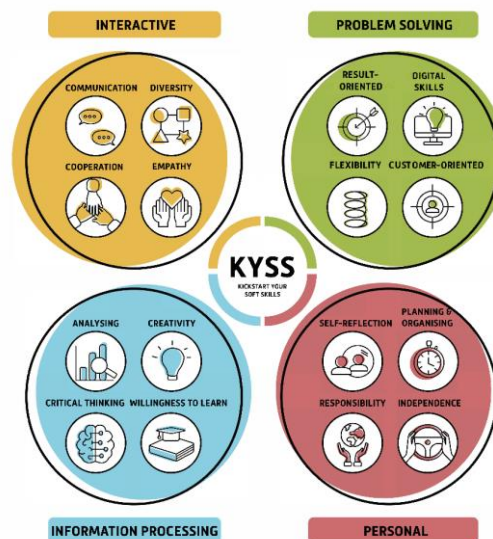 INTERACTIVE
PROBLEM SOLVING
COMMUNICATION
DIVERSITY
COOPERATION
EMPATHY
RESULT-
ORIENTED
DIGITAL
SKILLS
FLEXIBILITY
CUSTOMER-ORIENTED
KYSS
KICKSTART YOUR
SOFT SKILLS
ANALYSING
CREATIVITY
CRITICAL THINKING
WILLINGNESS TO LEARN
SELF-REFLECTION
PLANNING &
ORGANISING
RESPONSIBILITY
INDEPENDENCE
INFORMATION PROCESSING
PERSONAL